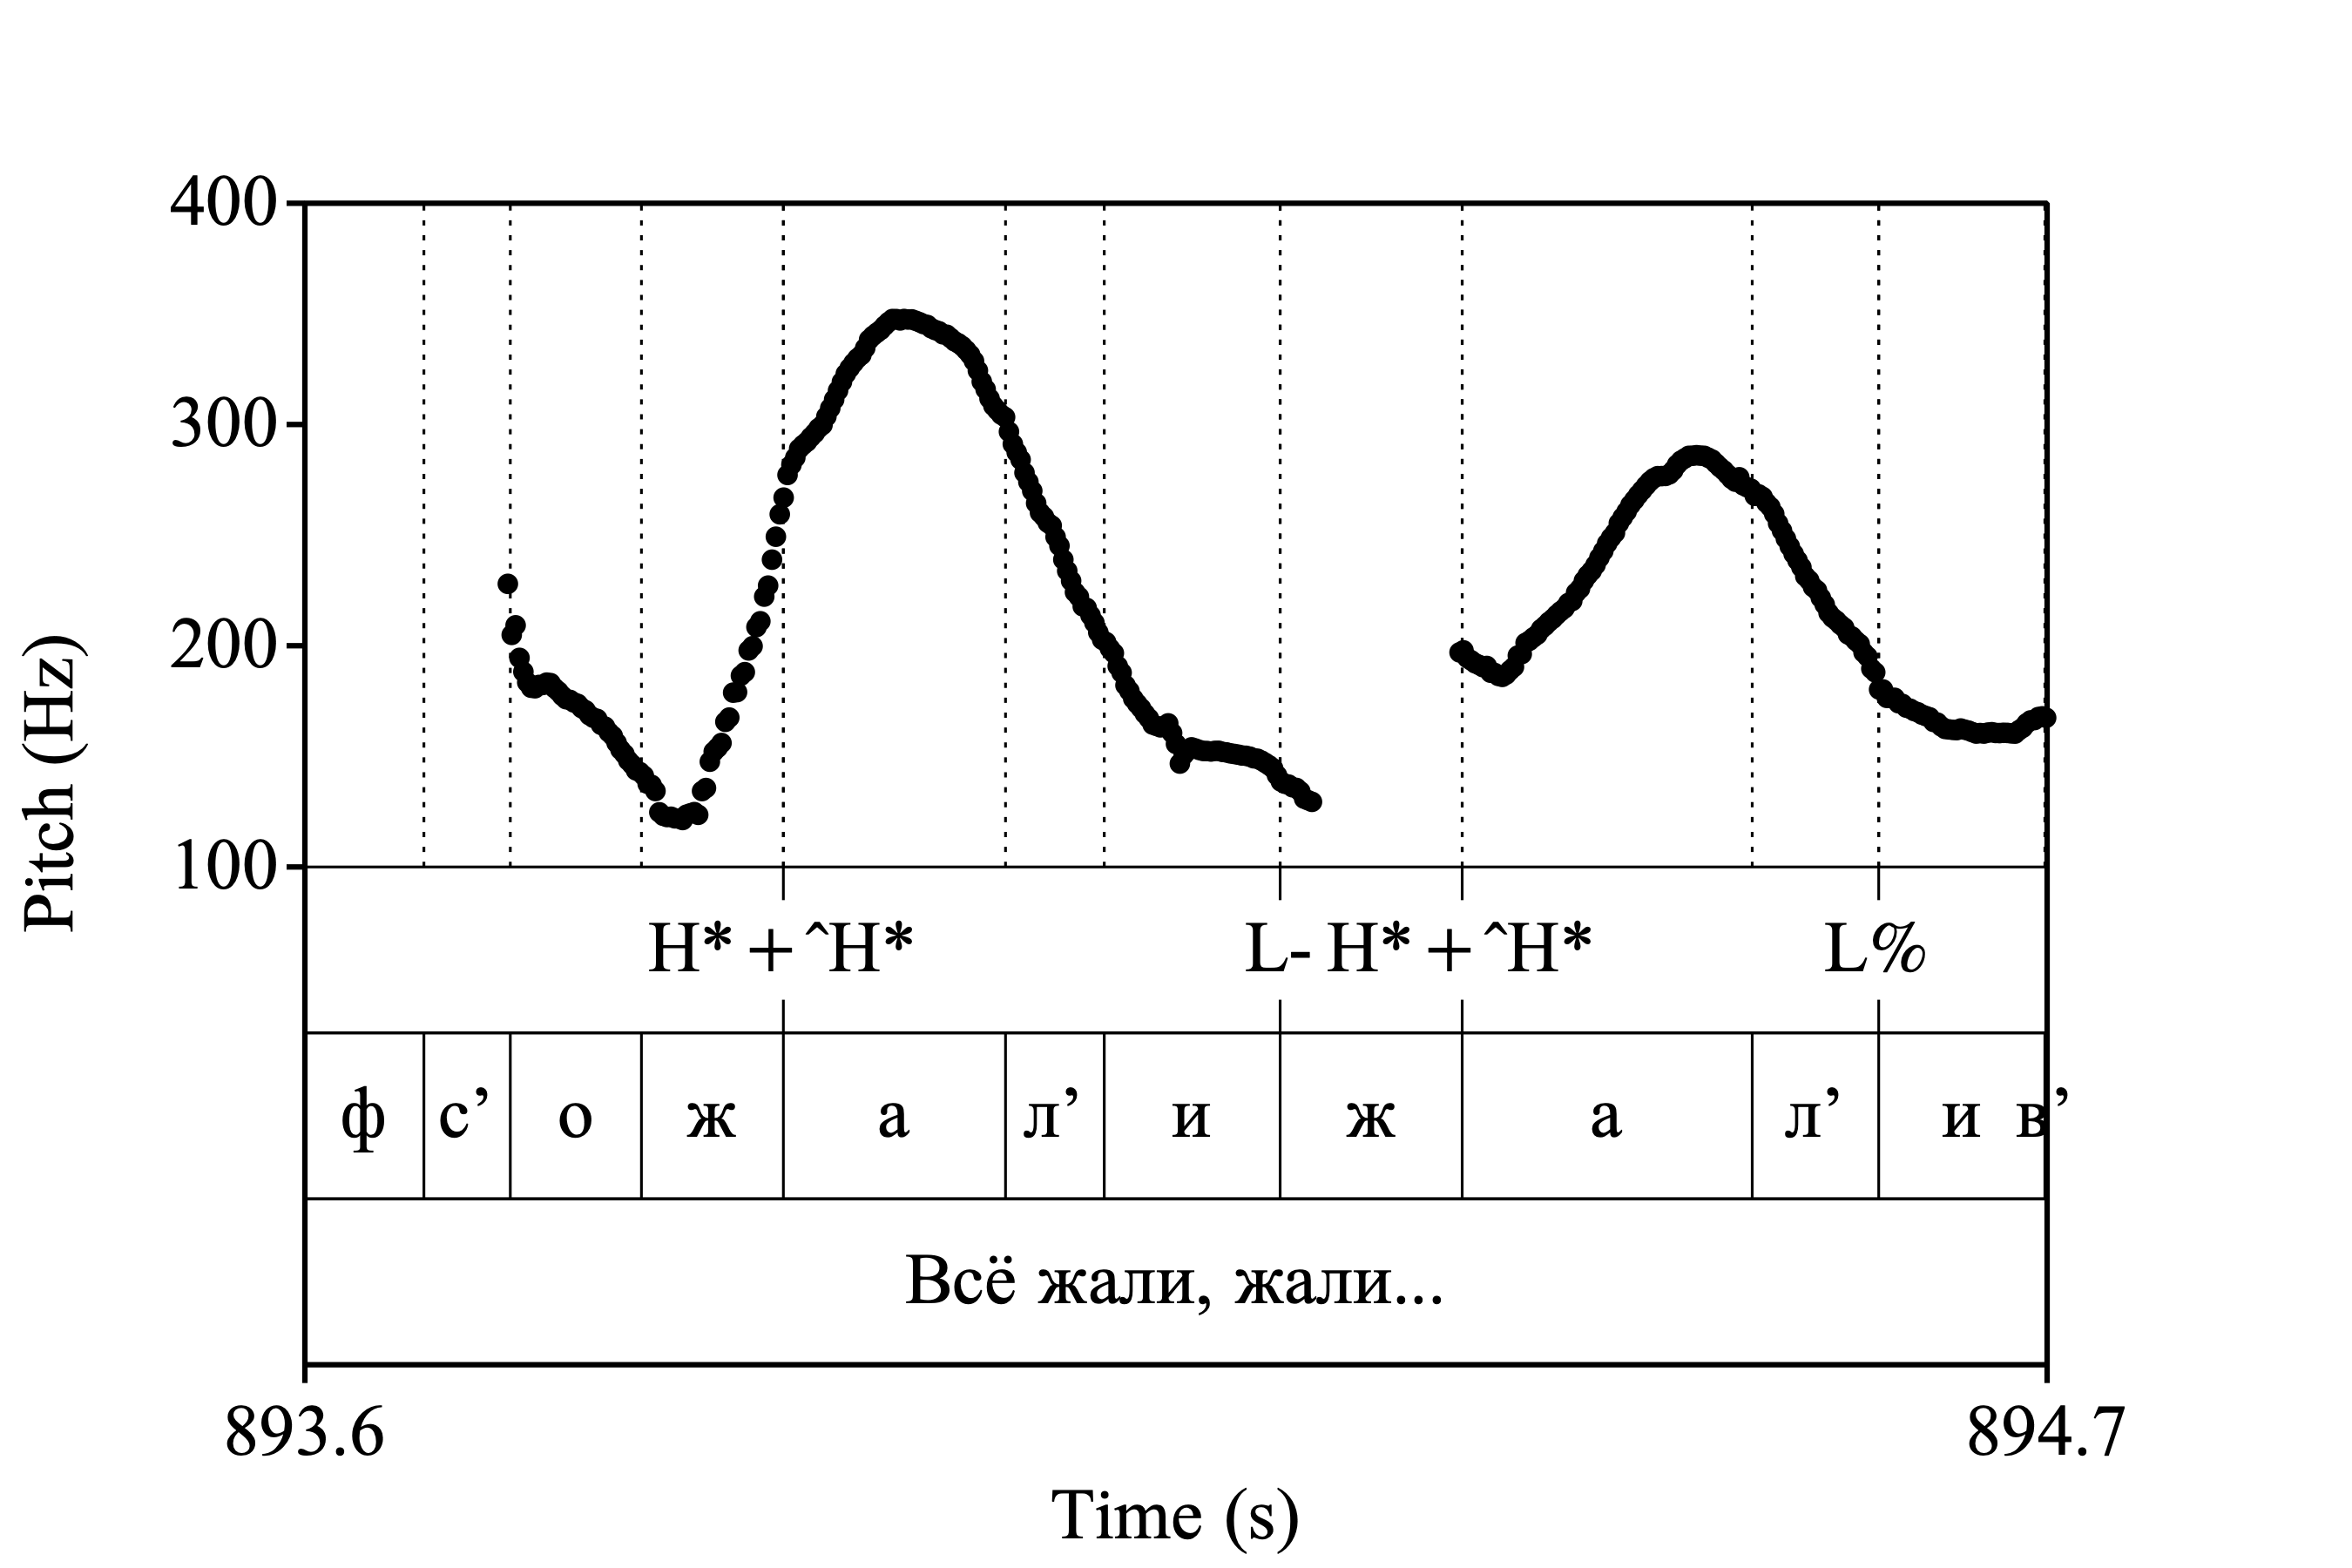 400
300
200
100
Pitch (Hz)
H*+^H* L- H*+^H* L%
ф с’ о ж а л’ и ж а л’ и в’
Всё жали, жали...
893.6 894.7
Time (s)